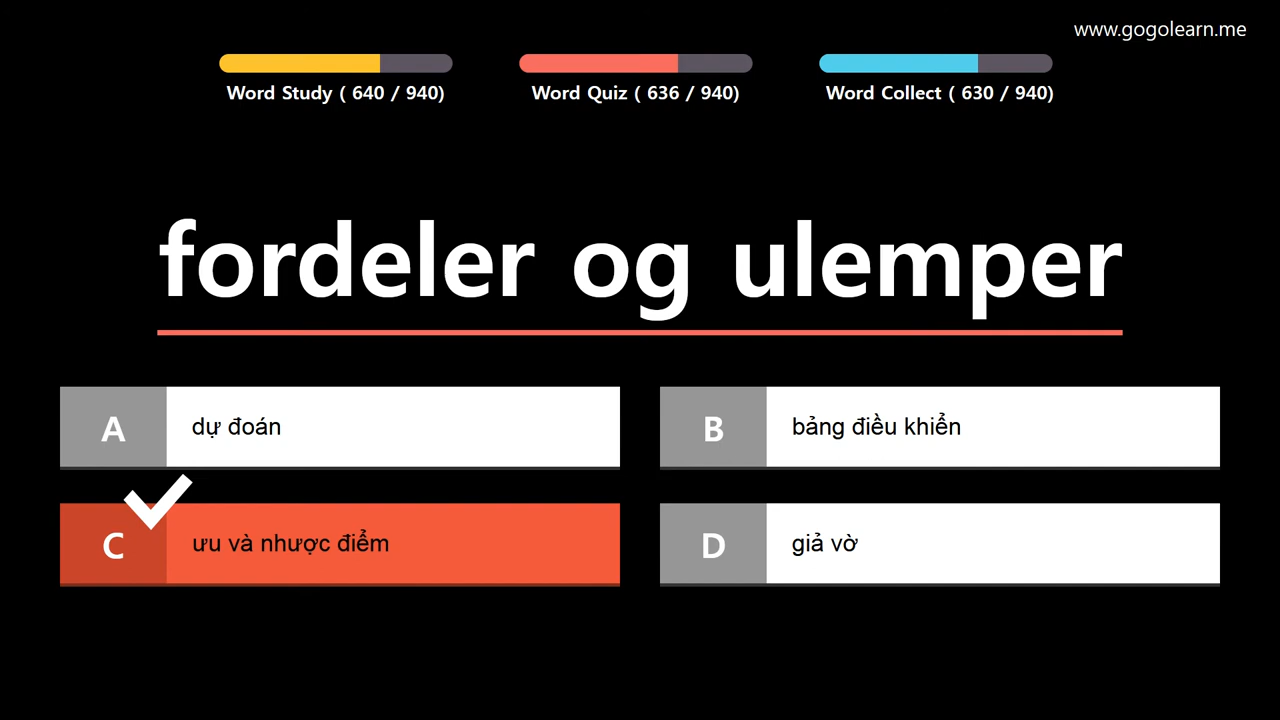 www.gogolearn.me
Word Study ( 640 / 940)
Word Quiz ( 636 / 940)
Word Collect ( 630 / 940)
fordeler og ulemper
A
dự đoán
B
bảng điều khiển
C
ưu và nhược điểm
D
giả vờ